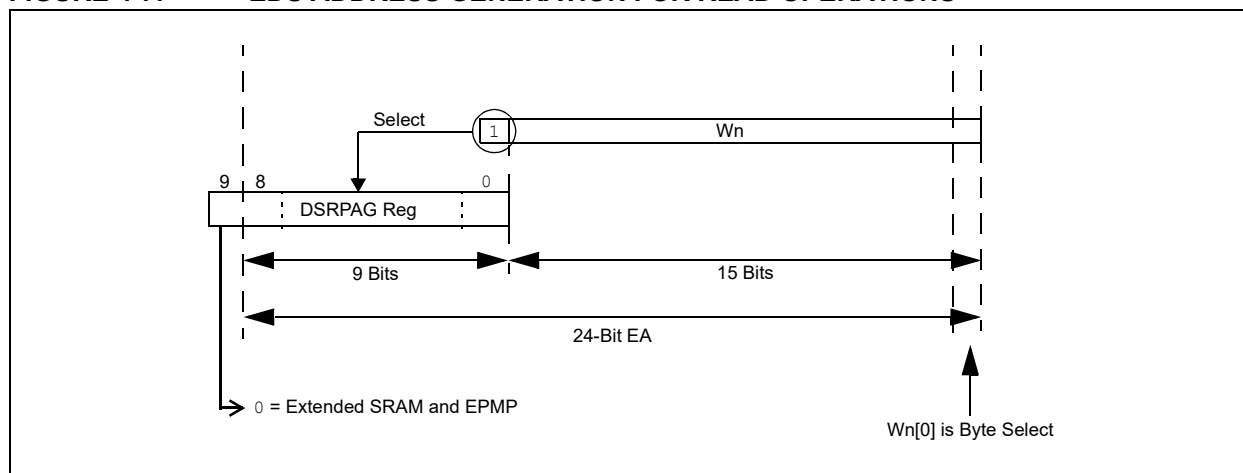 Select
1 Wn
9 8 0
DSRPAG Reg
9 Bits 15 Bits
24-Bit EA
0 = Extended SRAM and EPMP
Wn[0] is Byte Select